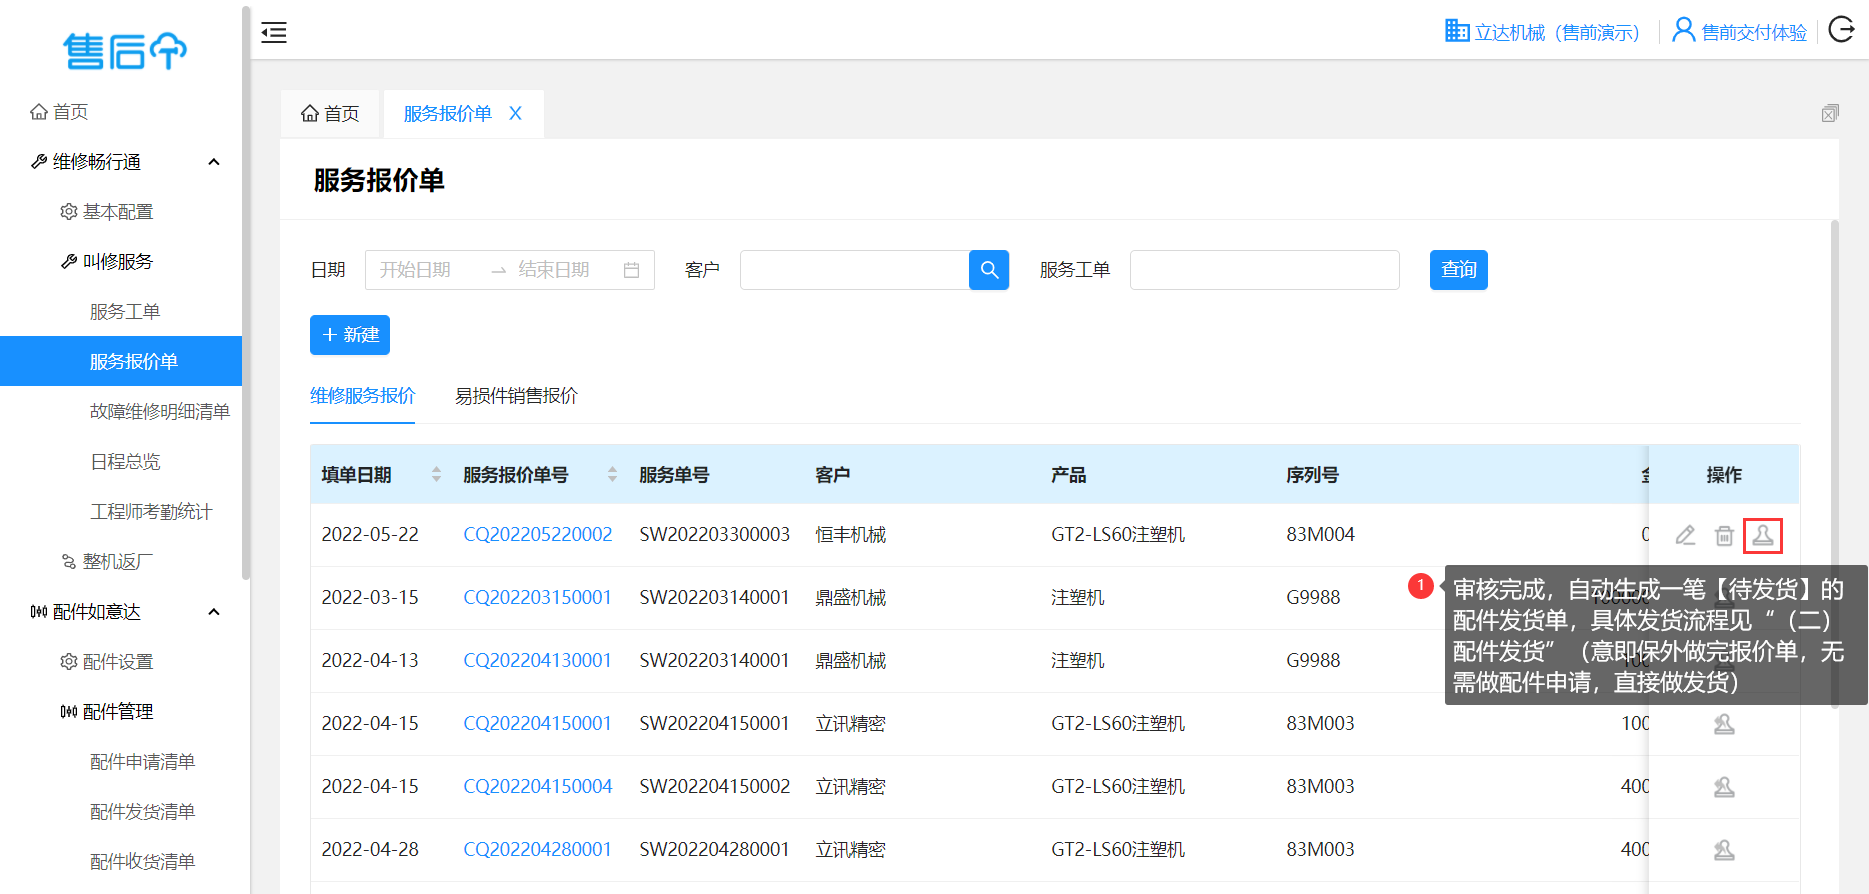 售后个
立达机械（售前演示）
售前交付体验
首页
维修畅行通
基本配置
叫修服务
服务工单
服务报价单
故障维修明细清单
日程总览
工程师考勤统计
整机返厂
配件如意达
配件设置
配件管理
配件申请清单
配件发货清单
配件收货清单
首页 服务报价单 X
服务报价单
日期 开始日期 → 结束日期 客户 服务工单 查询
+ 新建
维修服务报价 易损件销售报价
填单日期 服务报价单号 服务单号 客户 产品 序列号 操作
2022-05-22 CQ202205220002 SW202203300003 恒丰机械 GT2-LS60注塑机 83M004 0
2022-03-15 CQ202203150001 SW202203140001 鼎盛机械 注塑机 G9988
2022-04-13 CQ202204130001 SW202203140001 鼎盛机械 注塑机 G9988
2022-04-15 CQ202204150001 SW202204150001 立讯精密 GT2-LS60注塑机 83M003 100
2022-04-15 CQ202204150004 SW202204150002 立讯精密 GT2-LS60注塑机 83M003 400
2022-04-28 CQ202204280001 SW202204280001 立讯精密 GT2-LS60注塑机 83M003 400
1
审核完成，自动生成一笔【待发货】的
配件发货单，具体发货流程见“（二）
配件发货”（意即保外做完报价单，无
需做配件申请，直接做发货）